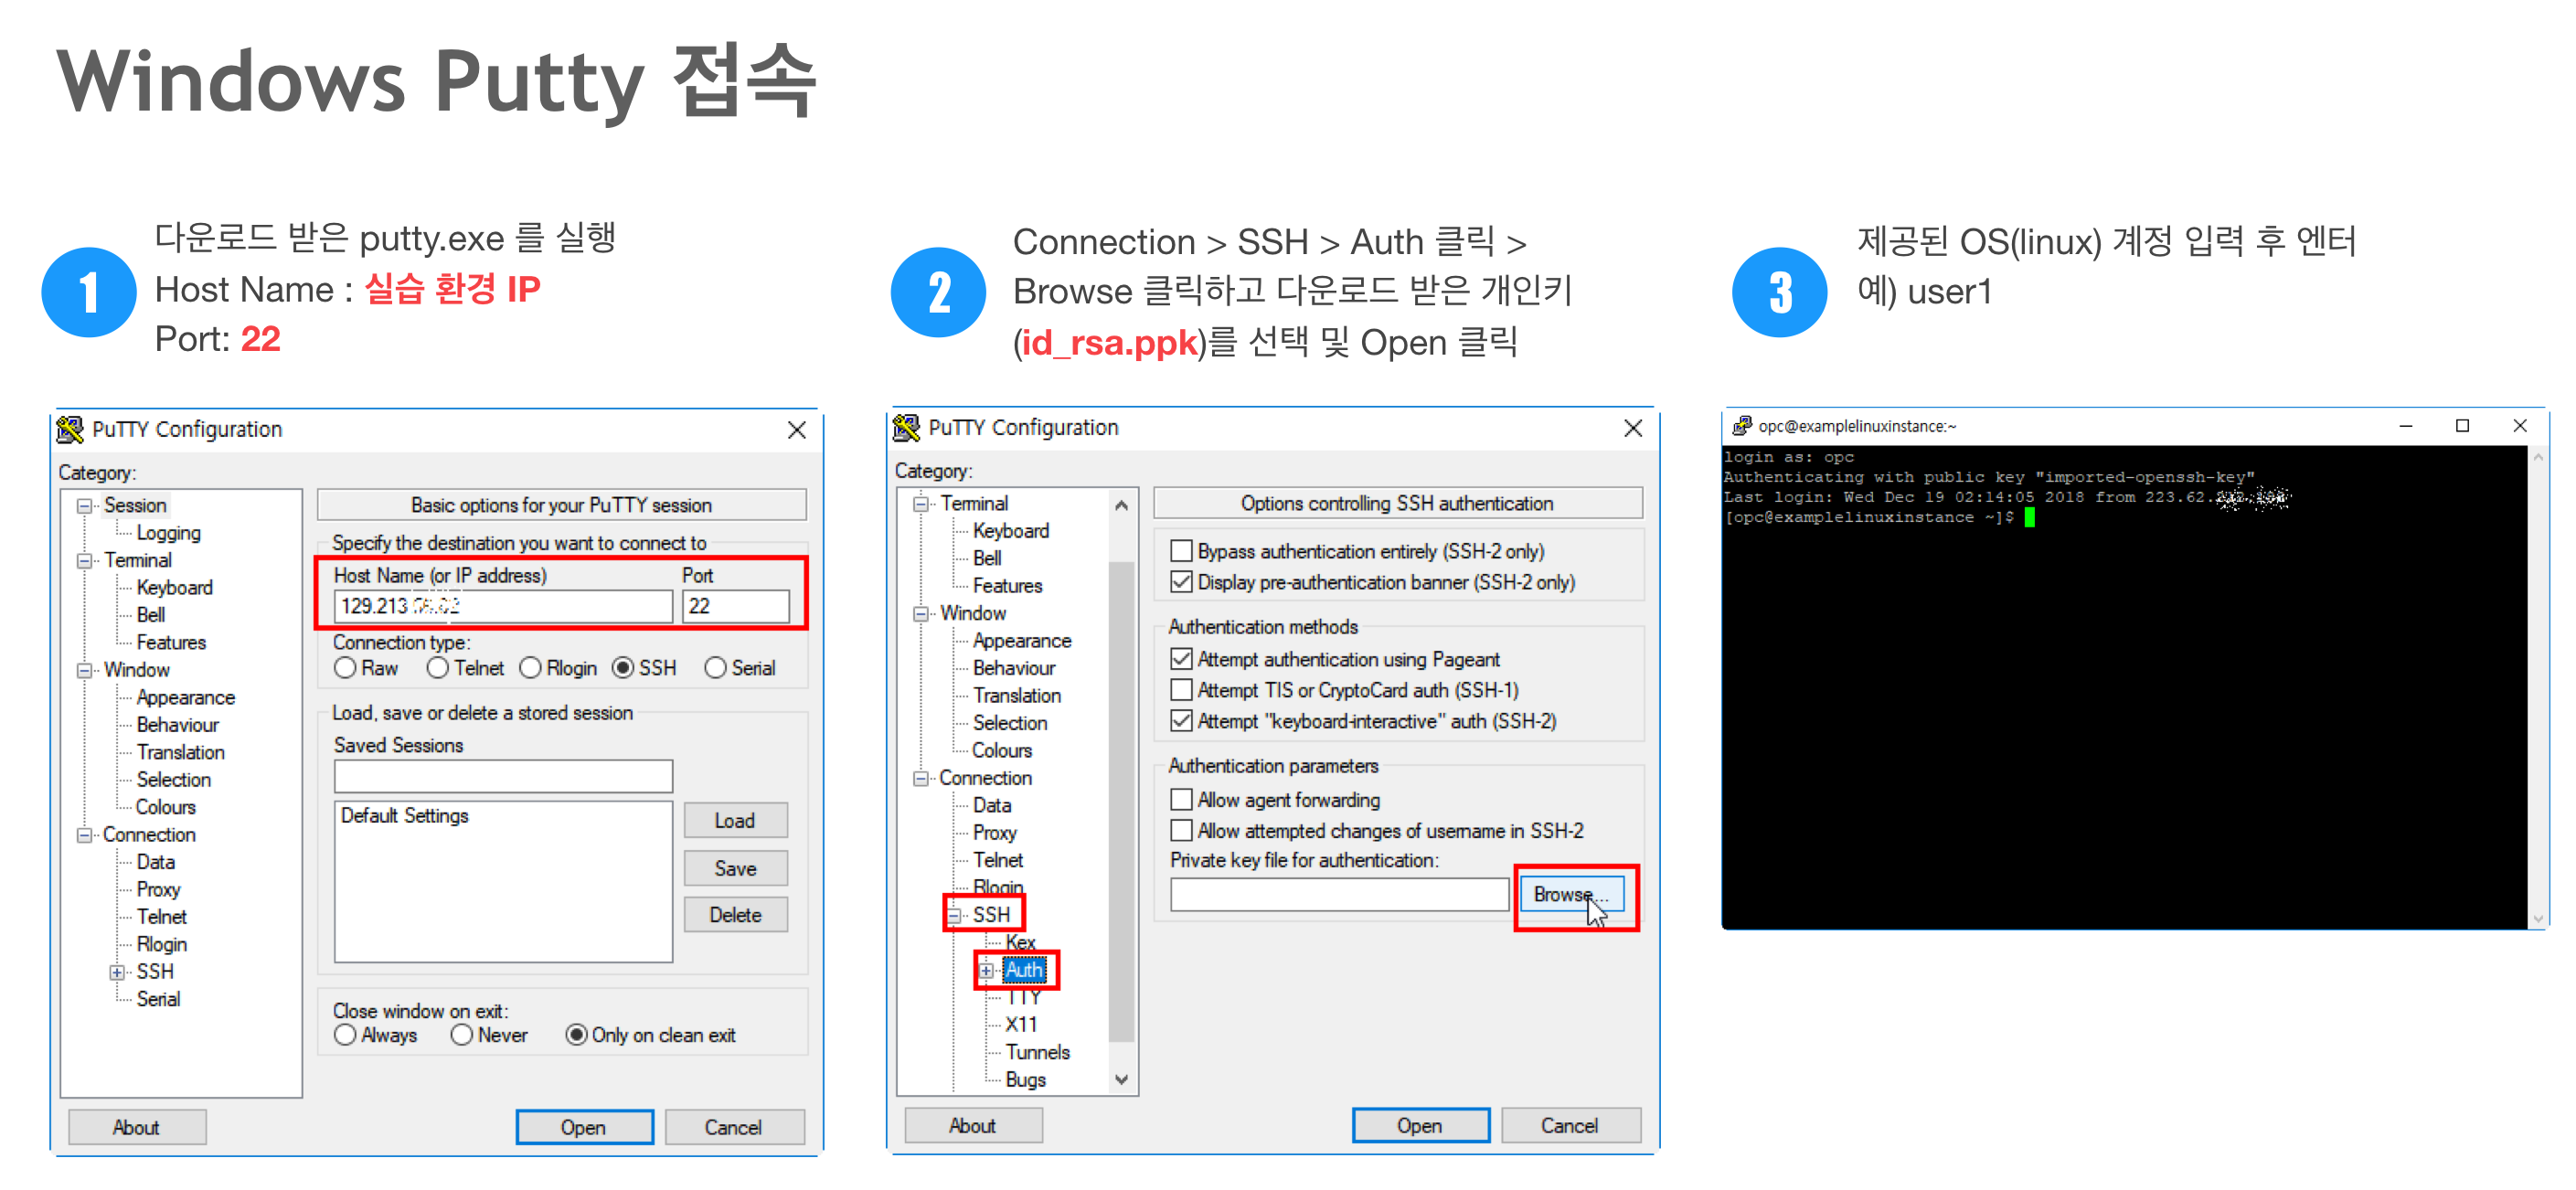 Windows Putty 접속
1
다운로드 받은 putty.exe 를 실행
Host Name : 실습 환경 IP
Port: 22
2
Connection > SSH > Auth 클릭 >
Browse 클릭하고 다운로드 받은 개인키
(id_rsa.ppk)를 선택 및 Open 클릭
3
제공된 OS(linux) 계정 입력 후 엔터
예) user1
PuTTY Configuration
Category:
Session
Logging
Terminal
Keyboard
Bell
Features
Window
Appearance
Behaviour
Translation
Selection
Colours
Connection
Data
Proxy
Telnet
Rlogin
SSH
Serial
Basic options for your PuTTY session
Specify the destination you want to connect to
Host Name (or IP address) Port
129.213 22
Connection type:
Raw Telnet Rlogin SSH Serial
Load, save or delete a stored session
Saved Sessions
Default Settings
Load
Save
Delete
Close window on exit:
Always Never Only on clean exit
About Open Cancel
PuTTY Configuration
Category:
Terminal
Keyboard
Bell
Features
Window
Appearance
Behaviour
Translation
Selection
Colours
Connection
Data
Proxy
Telnet
Rlogin
SSH
Kex
Auth
TTY
X11
Tunnels
Bugs
Options controlling SSH authentication
Bypass authentication entirely (SSH-2 only)
Display pre-authentication banner (SSH-2 only)
Authentication methods
Attempt authentication using Pageant
Attempt TIS or CryptoCard auth (SSH-1)
Attempt "keyboard-interactive" auth (SSH-2)
Authentication parameters
Allow agent forwarding
Allow attempted changes of username in SSH-2
Private key file for authentication:
Browse...
About Open Cancel
opc@examplelinuxinstance:~
login as: opc
Authenticating with public key "imported-openssh-key"
Last login: Wed Dec 19 02:14:05 2018 from 223.62.
[opc@examplelinuxinstance ~]$